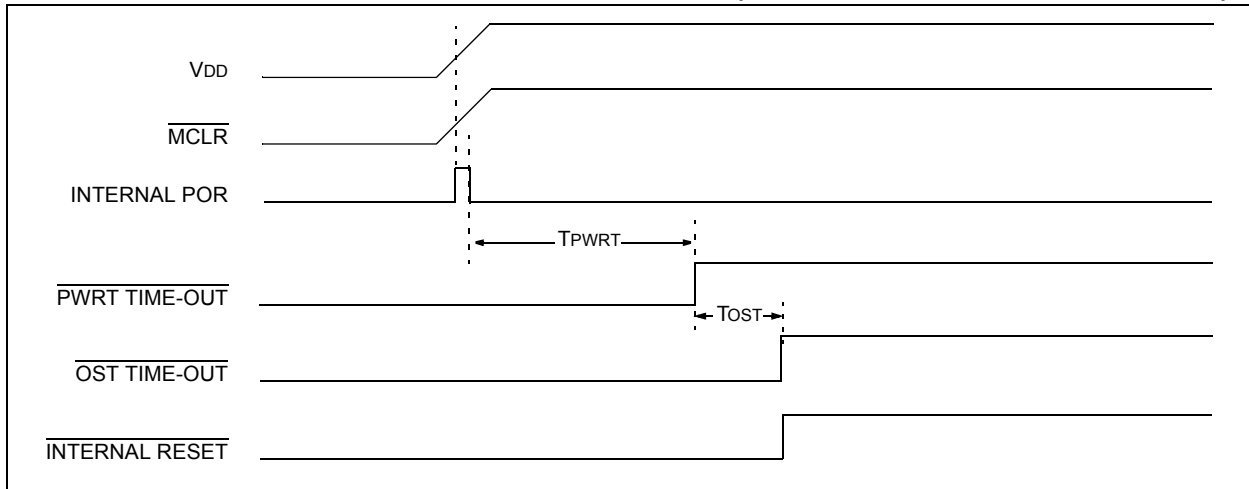 VDD
MCLR
INTERNAL POR
TPWRT
PWRT TIME-OUT
TOST
OST TIME-OUT
INTERNAL RESET